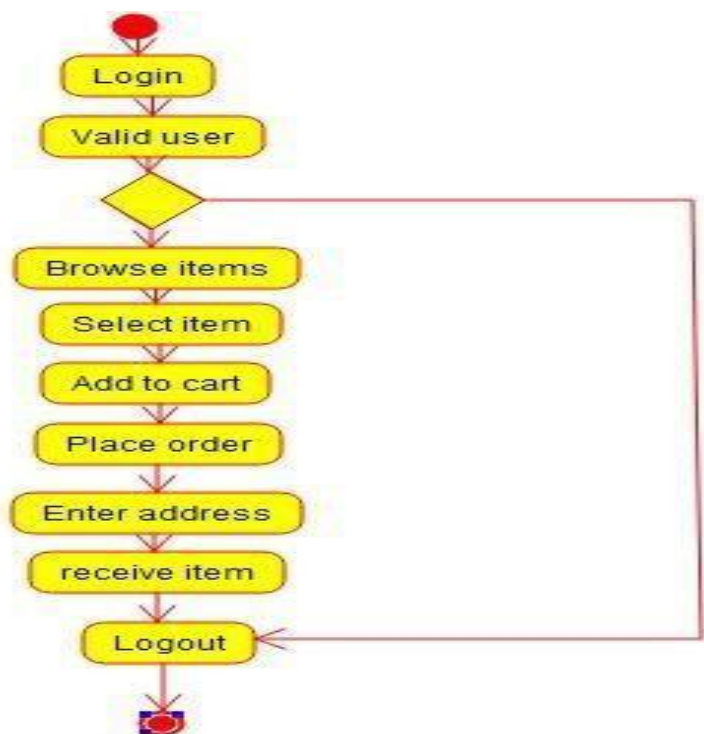 Login
Valid user
Browse items
Select item
Add to cart
Place order
Enter address
receive item
Logout